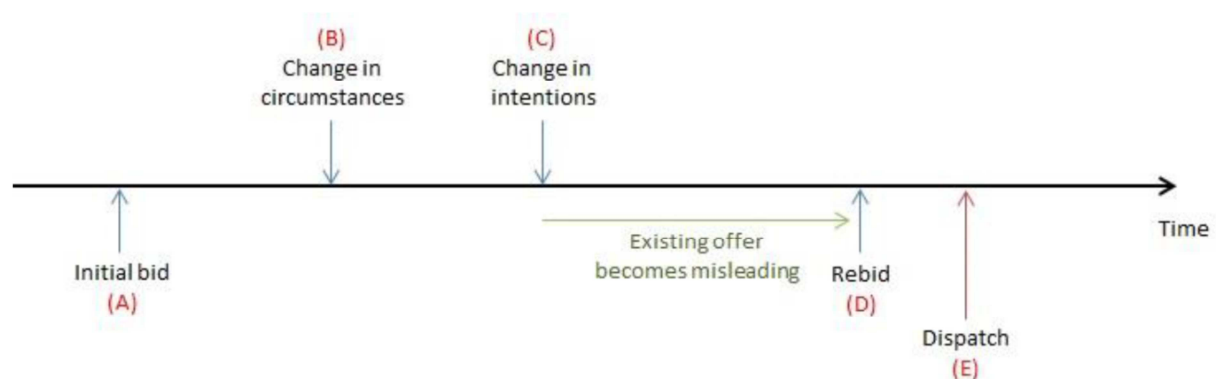 (B)
Change in
circumstances
(C)
Change in
intentions
Time
Initial bid
(A)
Existing offer
becomes misleading
Rebid
(D)
Dispatch
(E)